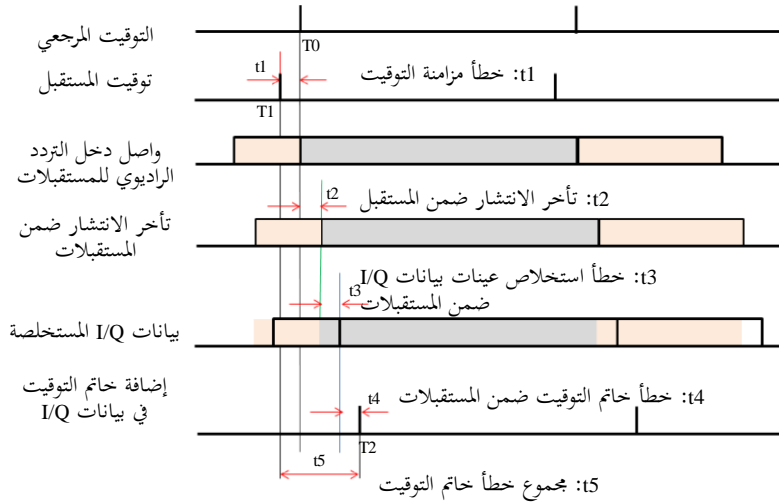 التوقيت المرجعي
T0
t1
t1: خطأ مزامنة التوقيت
توقيت المستقبل
T1
واصل دخل التردد
الراديوي للمستقبلات
t2
t2: تأخر الانتشار ضمن المستقبل
تأخر الانتشار ضمن
المستقبلات
t3: خطأ استخلاص عينات بيانات I/Q
ضمن المستقبلات
t3
بيانات I/Q المستخلصة
إضافة خاتم التوقيت
في بيانات I/Q
t4
t4: خطأ خاتم التوقيت ضمن المستقبلات
T2
t5
t5: مجموع خطأ خاتم التوقيت